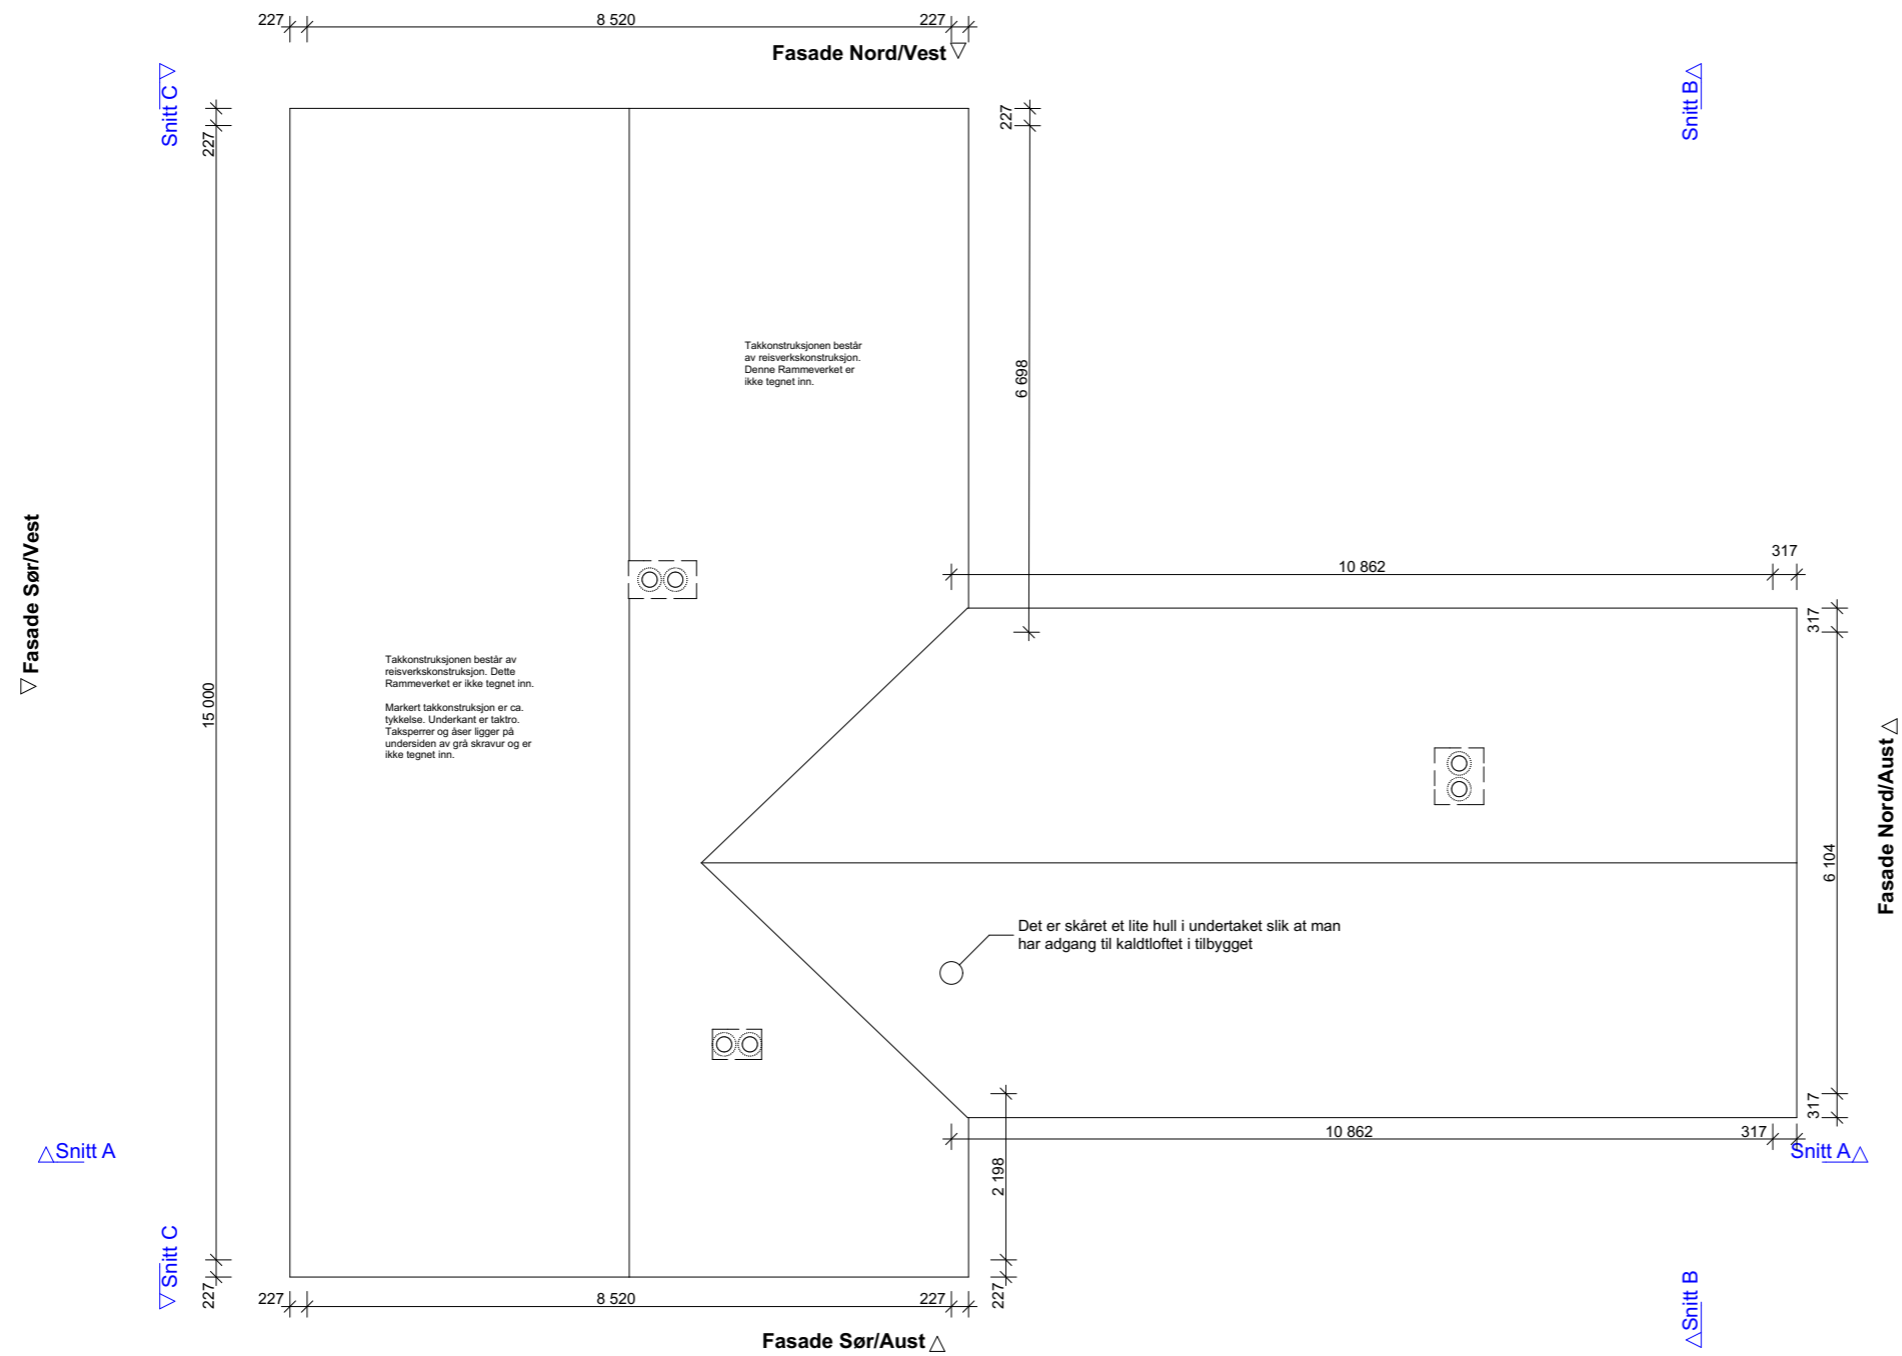 227
8 520
227
Fasade Nord/Vest
Snitt C
Snitt B
227
227
Takkonstruksjonen består
av reisverkskonstruksjon.
Denne Rammeverket er
ikke tegnet inn.
6 698
Fasade Sør/Vest
10 862
317
317
Takkonstruksjonen består av
reisverkskonstruksjon. Dette
Rammeverket er ikke tegnet inn.
Markert takkonstruksjon er ca.
tykkelse. Underkant er taktro.
Taksperrer og åser ligger på
undersiden av grå skravur og er
ikke tegnet inn.
15 000
Fasade Nord/Aust
6 104
Det er skåret et lite hull i undertaket slik at man
har adgang til kaldtloftet i tilbygget
317
10 862
317
Snitt A
Snitt A
2 198
Snitt C
227
227
Snitt B
227
8 520
227
Fasade Sør/Aust